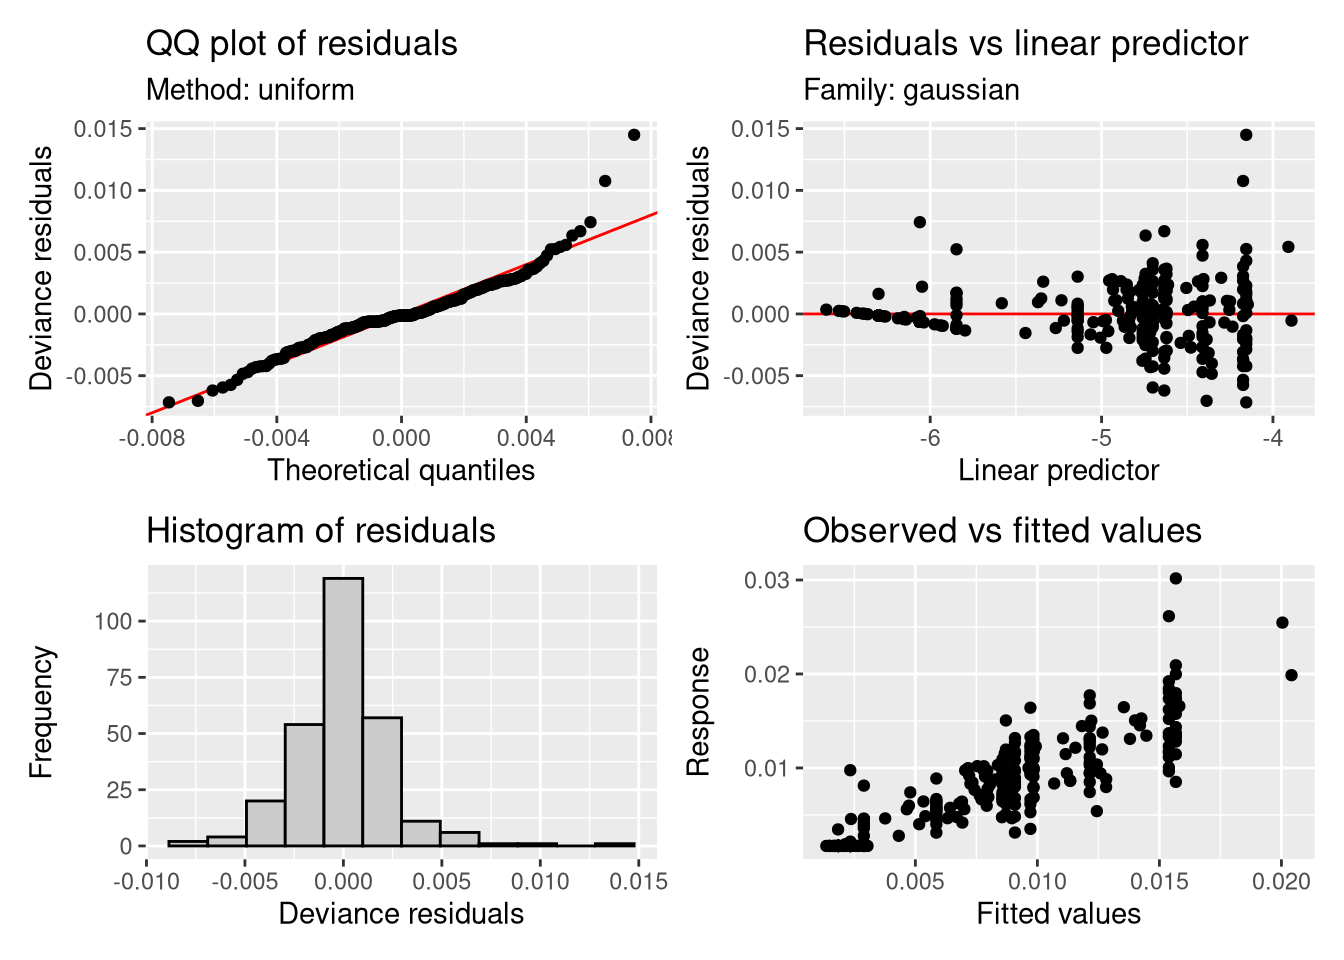 QQ plot of residuals
Method: uniform
Deviance residuals
0.015
0.010
0.005
0.000
-0.005
-0.008
-0.004
0.000
0.004
0.008
Theoretical quantiles
Residuals vs linear predictor
Family: gaussian
Deviance residuals
0.015
0.010
0.005
0.000
-0.005
-6
-5
-4
Linear predictor
Histogram of residuals
Frequency
100
75
50
25
0
-0.010
-0.005
0.000
0.005
0.010
0.015
Deviance residuals
Observed vs fitted values
Response
0.03
0.02
0.01
0.005
0.010
0.015
0.020
Fitted values